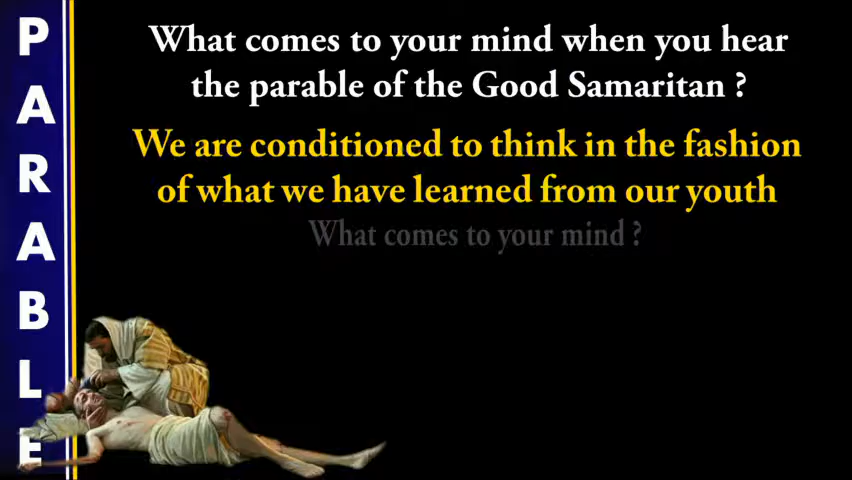 PARABLE
What comes to your mind when you hear
the parable of the Good Samaritan ?
We are conditioned to think in the fashion
of what we have learned from our youth
What comes to your mind ?